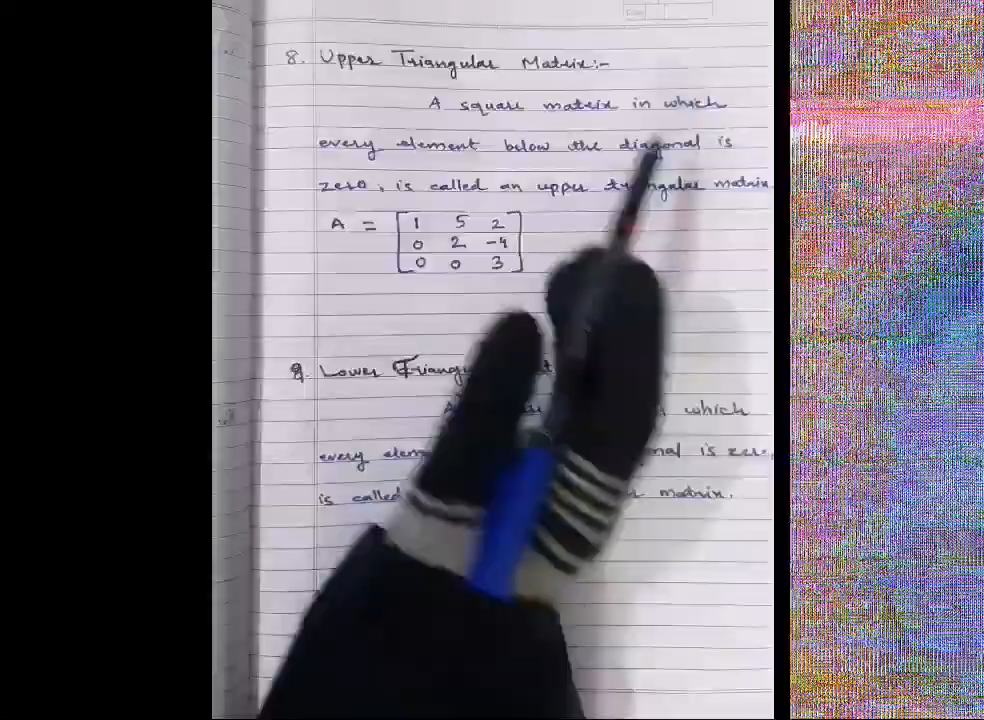 8. Upper Triangular Matrix:-
A square matrix in which
every element below the diagonal is
zero, is called an upper matrix
A = [ 1 5 2
0 2 -4
0 0 3 ]
9. Lower
A which
every is zero,
is called matrix.